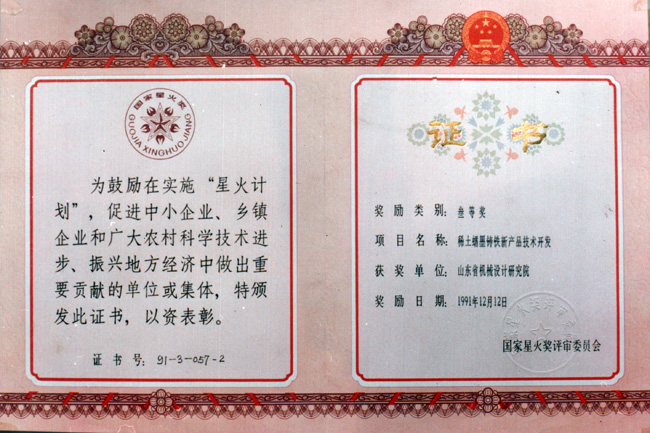 国家星火奖
GUOJIA XINGHUO JIANG
为鼓励在实施“星火计
划”，促进中小企业、乡镇
企业和广大农村科学技术进
步、振兴地方经济中做出重
要贡献的单位或集体，特颁
发此证书，以资表彰。
证书号：91-3-057-2
证书
奖励类别：叁等奖
项目名称：稀土蠕墨铸铁新产品技术开发
获奖单位：山东省机械设计研究院
奖励日期：1991年12月12日
国家星火奖评审委员会